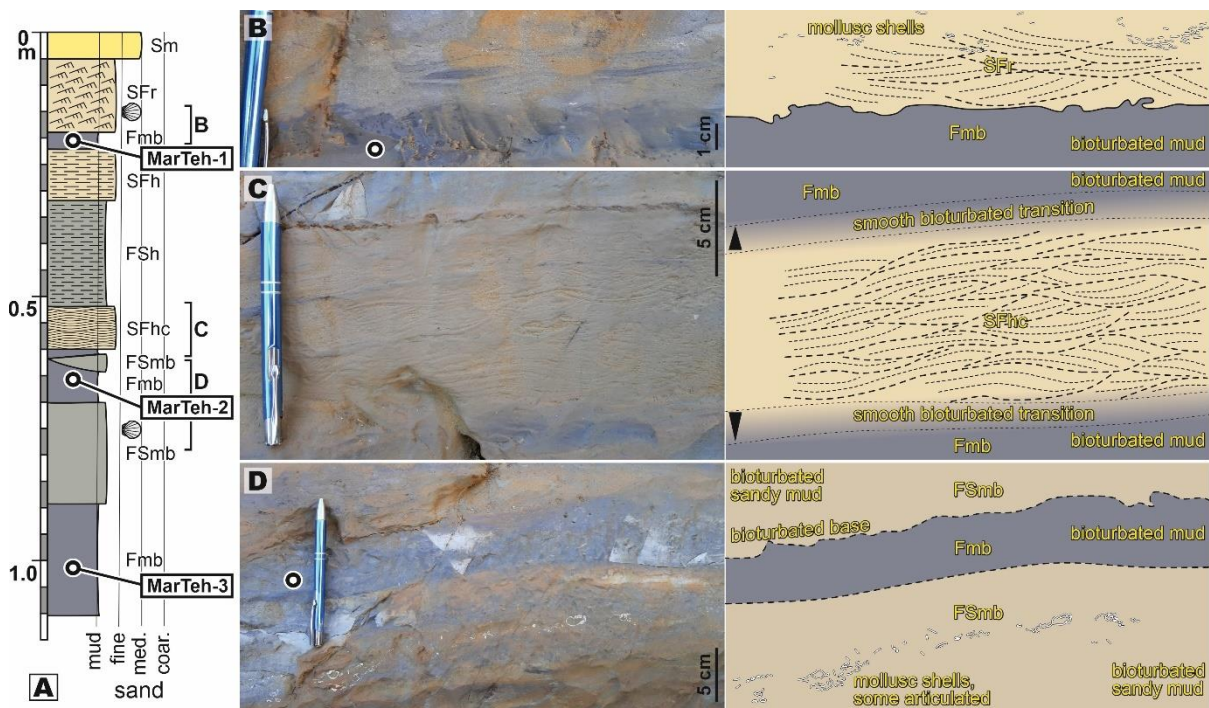 0
m
Sm
SFr
B
Fmb
MarTeh-1
SFh
FSh
0.5
SFhc
C
FSmb
D
Fmb
MarTeh-2
FSmb
1.0
Fmb
MarTeh-3
mud
fine
med.
coar.
sand
A
B
1 cm
mollusc shells
SFr
Fmb
bioturbated mud
C
5 cm
Fmb
bioturbated mud
smooth bioturbated transition
SFhc
smooth bioturbated transition
Fmb
bioturbated mud
D
5 cm
bioturbated
sandy mud
FSmb
bioturbated base
Fmb
bioturbated mud
FSmb
mollusc shells,
some articulated
bioturbated
sandy mud